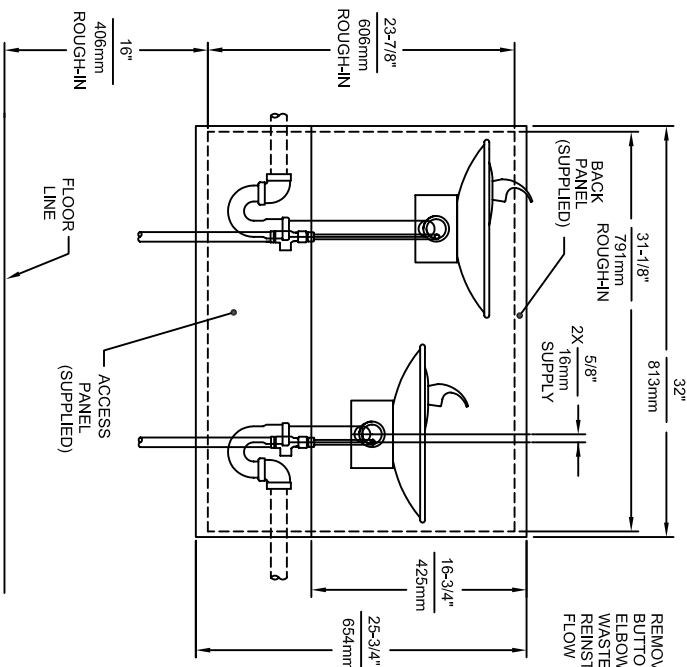 32"
813mm
31-1/8"
791mm
ROUGH-IN
BACK
PANEL
(SUPPLIED)
5/8"
2X 16mm
SUPPLY
23-7/8"
606mm
ROUGH-IN
16"
406mm
ROUGH-IN
FLOOR
LINE
ACCESS
PANEL
(SUPPLIED)
16-3/4"
425mm
25-3/4"
654mm
FLOW